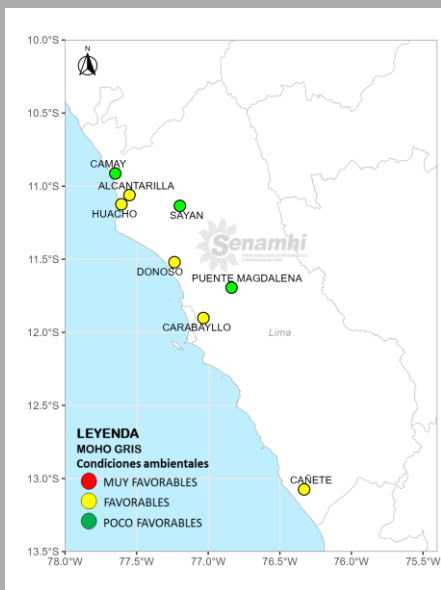 N
10.0°S
10.5°S
11.0°S
11.5°S
12.0°S
12.5°S
13.0°S
13.5°S
CAMAY
ALCANTARILLA
HUACHO
SAYAN
Senamhi
DONOSO
PUENTE MAGDALENA
CARABAYLLO
Lima
CAÑETE
LEYENDA
MOHO GRIS
Condiciones ambientales
MUY FAVORABLES
FAVORABLES
POCO FAVORABLES
78.0°W 77.5°W 77.0°W 76.5°W 76.0°W 75.5°W